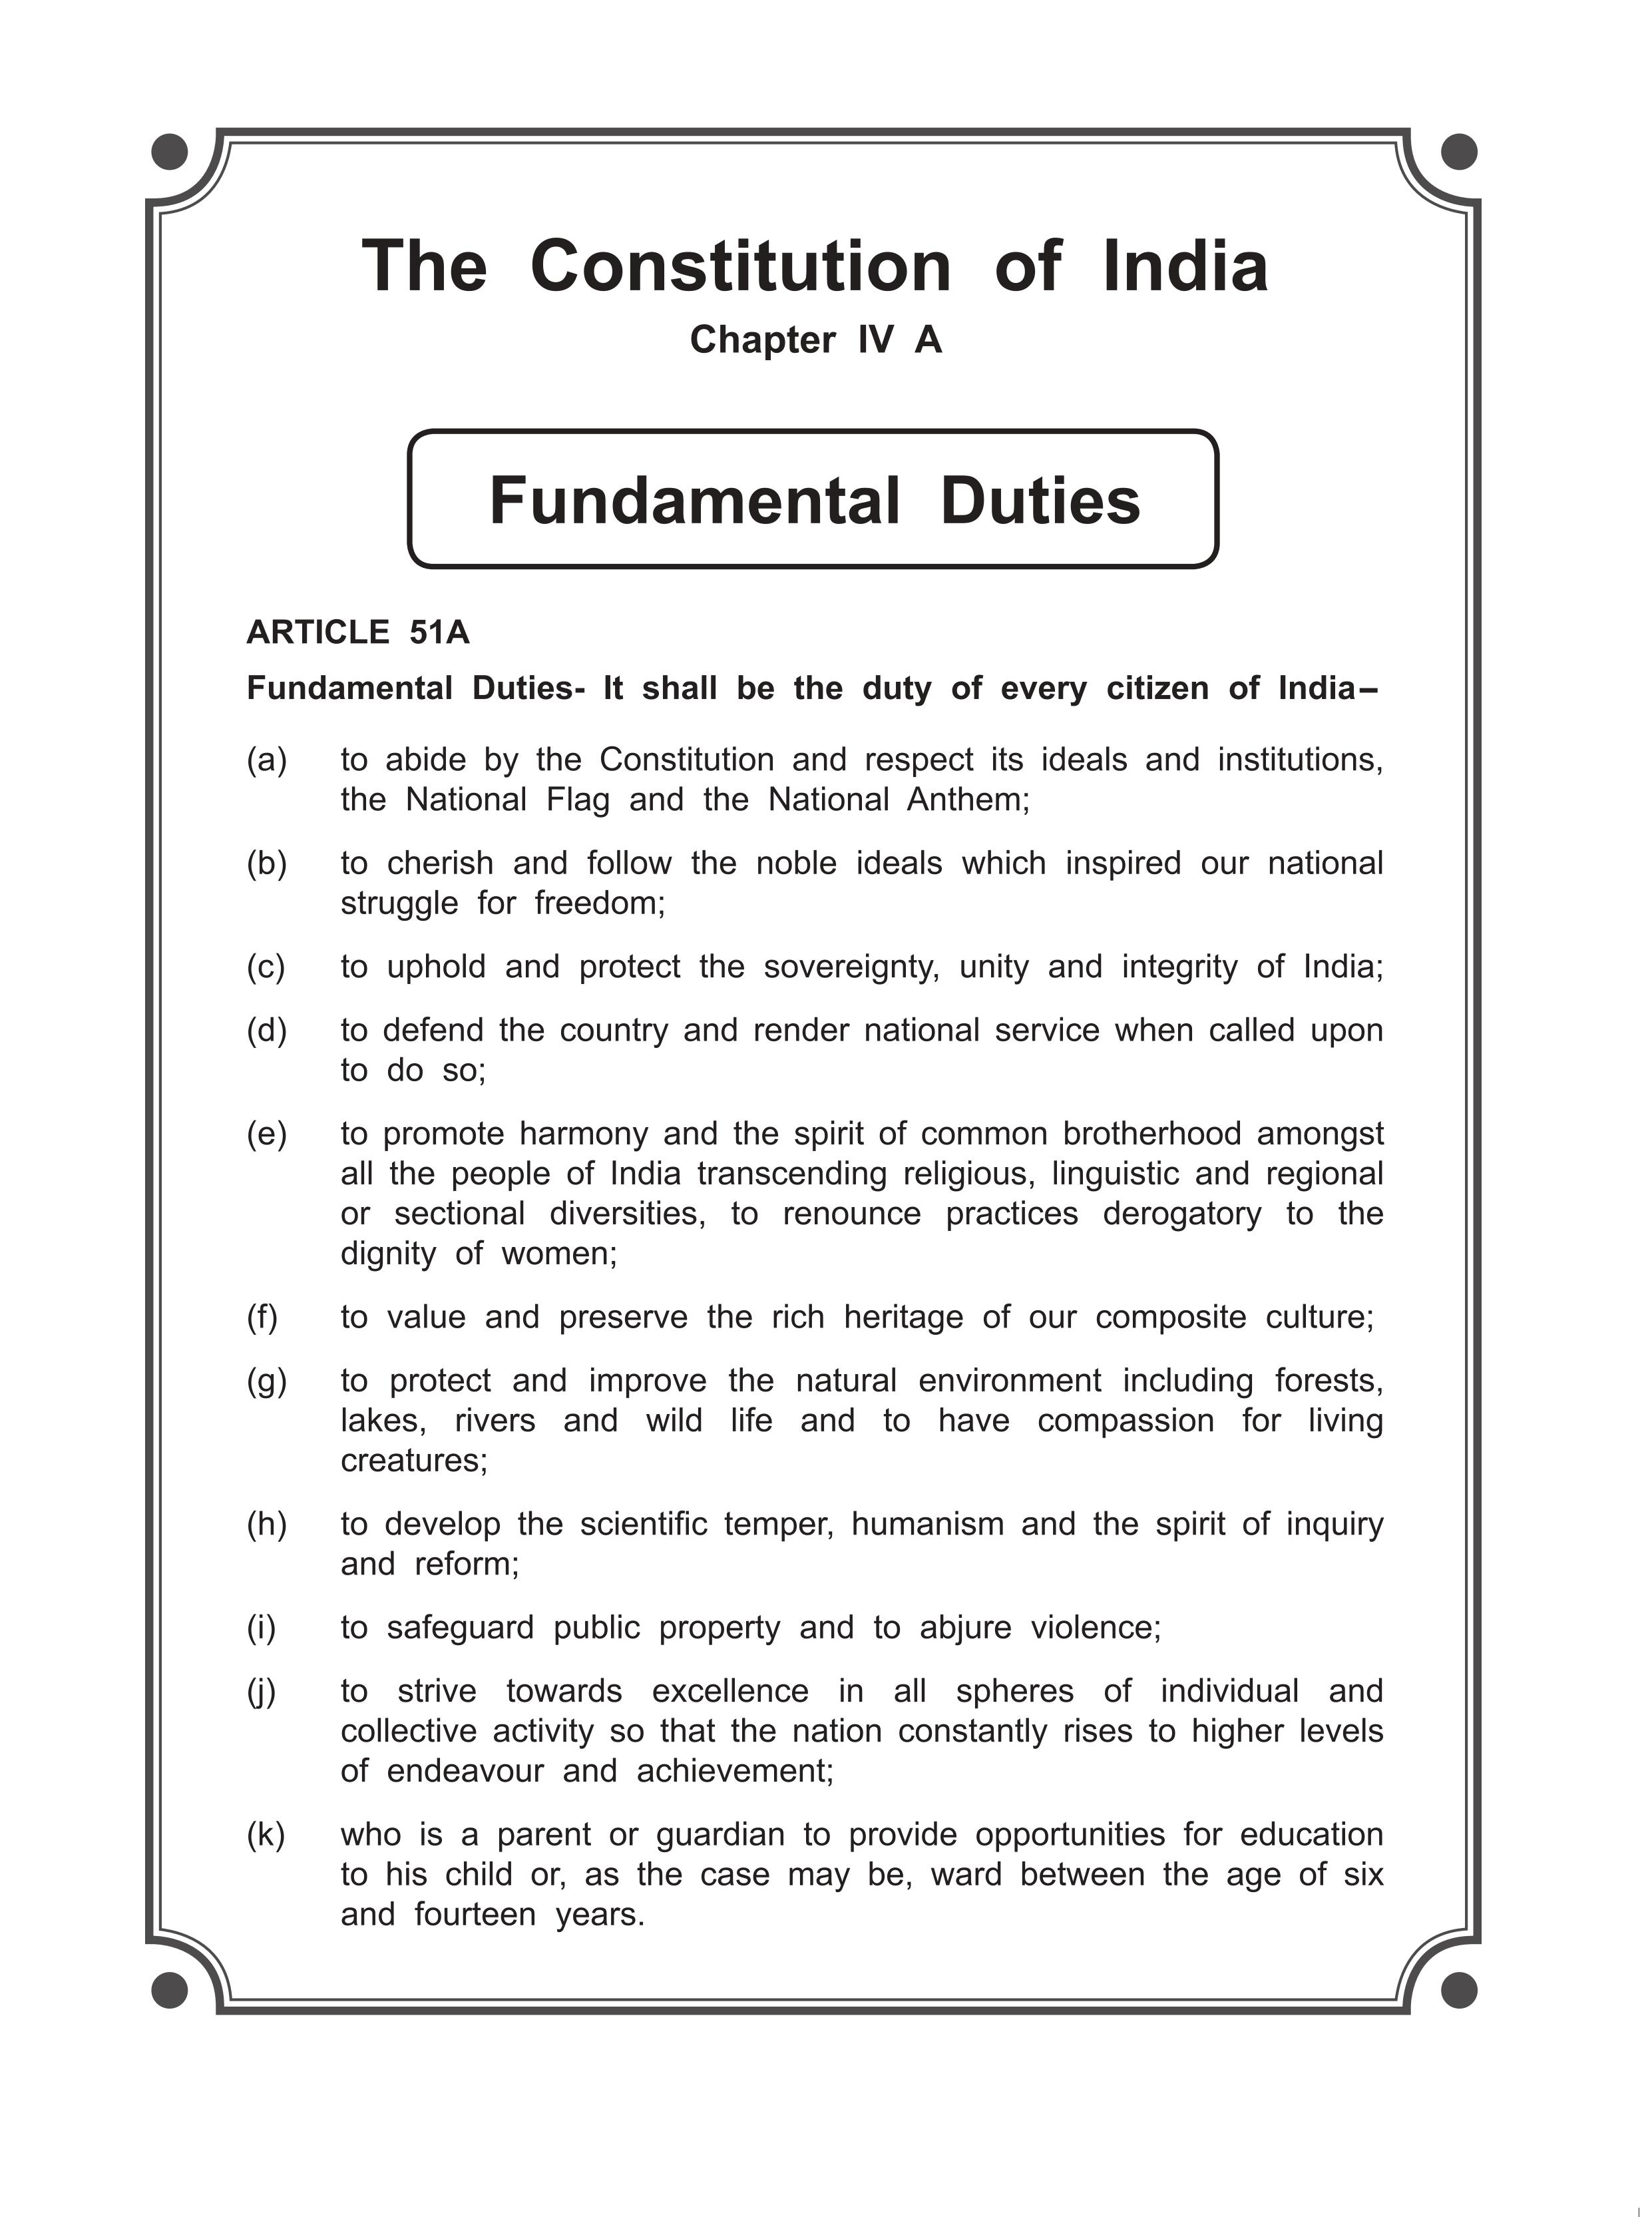 The Constitution of India
Chapter IV A
Fundamental Duties
ARTICLE 51A
Fundamental Duties- It shall be the duty of every citizen of India–
(a) to abide by the Constitution and respect its ideals and institutions,
the National Flag and the National Anthem;
(b) to cherish and follow the noble ideals which inspired our national
struggle for freedom;
(c) to uphold and protect the sovereignty, unity and integrity of India;
(d) to defend the country and render national service when called upon
to do so;
(e) to promote harmony and the spirit of common brotherhood amongst
all the people of India transcending religious, linguistic and regional
or sectional diversities, to renounce practices derogatory to the
dignity of women;
(f) to value and preserve the rich heritage of our composite culture;
(g) to protect and improve the natural environment including forests,
lakes, rivers and wild life and to have compassion for living
creatures;
(h) to develop the scientific temper, humanism and the spirit of inquiry
and reform;
(i) to safeguard public property and to abjure violence;
(j) to strive towards excellence in all spheres of individual and
collective activity so that the nation constantly rises to higher levels
of endeavour and achievement;
(k) who is a parent or guardian to provide opportunities for education
to his child or, as the case may be, ward between the age of six
and fourteen years.